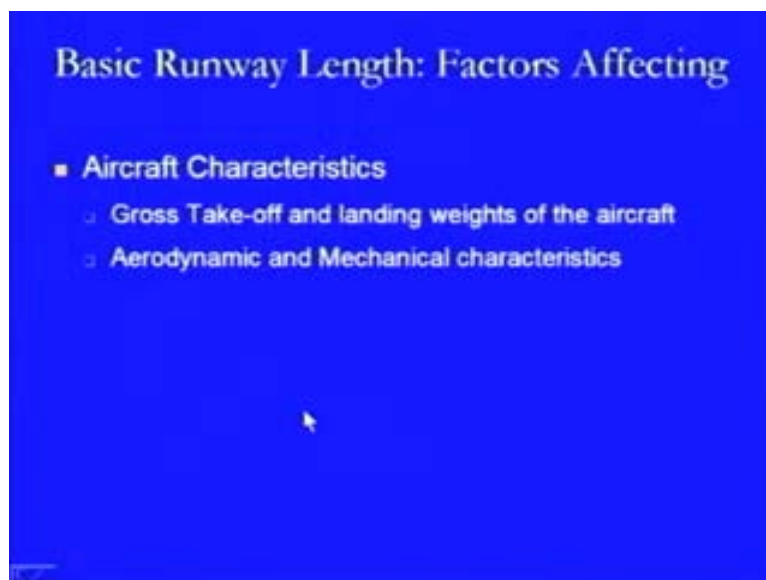 Basic Runway Length: Factors Affecting
Aircraft Characteristics
Gross Take-off and landing weights of the aircraft
Aerodynamic and Mechanical characteristics